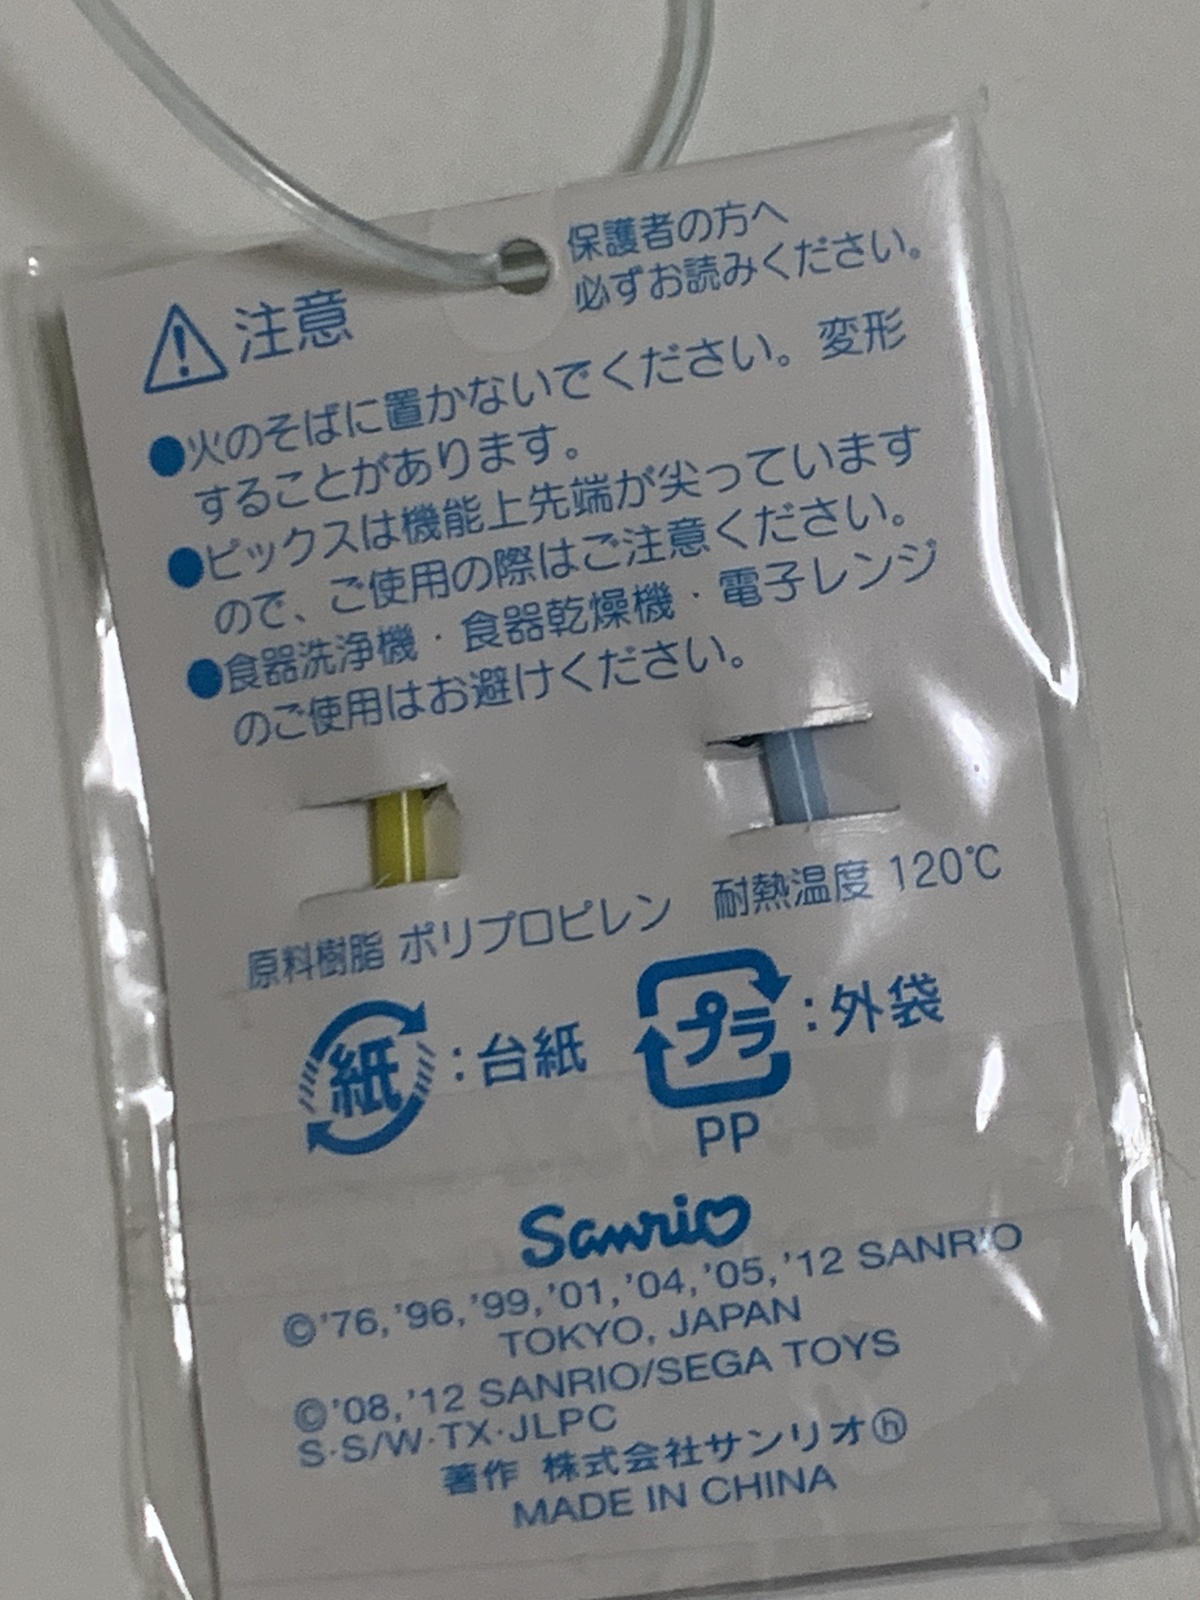 保護者の方へ
必ずお読みください。
注意
●火のそばに置かないでください。変形
することがあります。
●ピックスは機能上先端が尖っています
ので、ご使用の際はご注意ください。
●食器洗浄機・食器乾燥機・電子レンジ
のご使用はお避けください。
原料樹脂 ポリプロピレン 耐熱温度 120℃
紙:台紙
プラ:外袋
PP
Sanrio
©'76,'96,'99,'01,'04,'05,'12 SANRIO
TOKYO, JAPAN
©'08,'12 SANRIO/SEGA TOYS
S·S/W·TX·JLPC
著作 株式会社サンリオⓗ
MADE IN CHINA